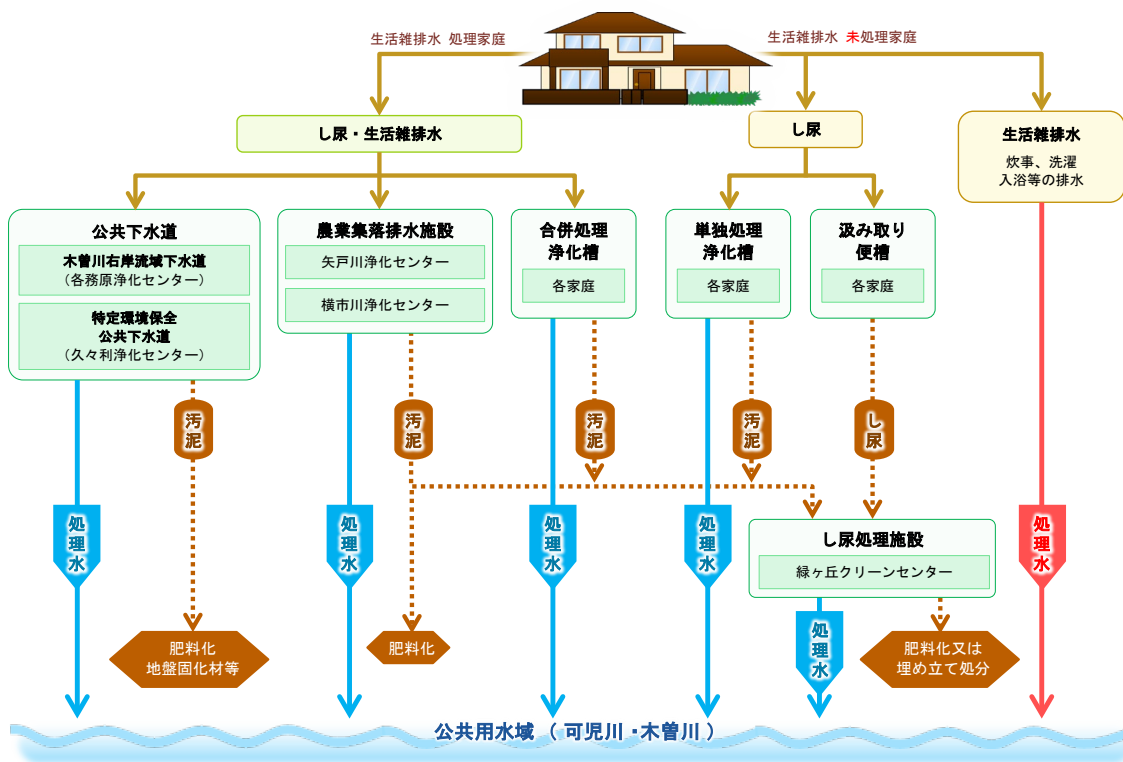 生活雑排水 処理家庭
生活雑排水 未処理家庭
し尿・生活雑排水
し尿
生活雑排水
炊事、洗濯
入浴等の排水
公共下水道
木曽川右岸流域下水道
（各務原浄化センター）
特定環境保全
公共下水道
（久々利浄化センター）
農業集落排水施設
矢戸川浄化センター
横市川浄化センター
合併処理
浄化槽
各家庭
単独処理
浄化槽
各家庭
汲み取り
便槽
各家庭
汚泥
汚泥
汚泥
汚泥
し尿
処理水
処理水
処理水
処理水
し尿処理施設
緑ヶ丘クリーンセンター
処理水
処理水
肥料化
地盤固化材等
肥料化
肥料化又は
埋め立て処分
公共用水域 （ 可児川・木曽川 ）